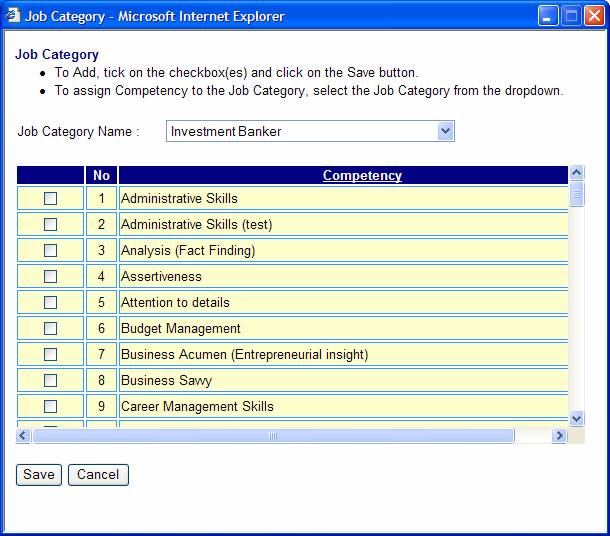 Job Category - Microsoft Internet Explorer
Job Category
• To Add, tick on the checkbox(es) and click on the Save button.
• To assign Competency to the Job Category, select the Job Category from the dropdown.
Job Category Name : Investment Banker
No Competency
1 Administrative Skills
2 Administrative Skills (test)
3 Analysis (Fact Finding)
4 Assertiveness
5 Attention to details
6 Budget Management
7 Business Acumen (Entrepreneurial insight)
8 Business Savvy
9 Career Management Skills
Save Cancel